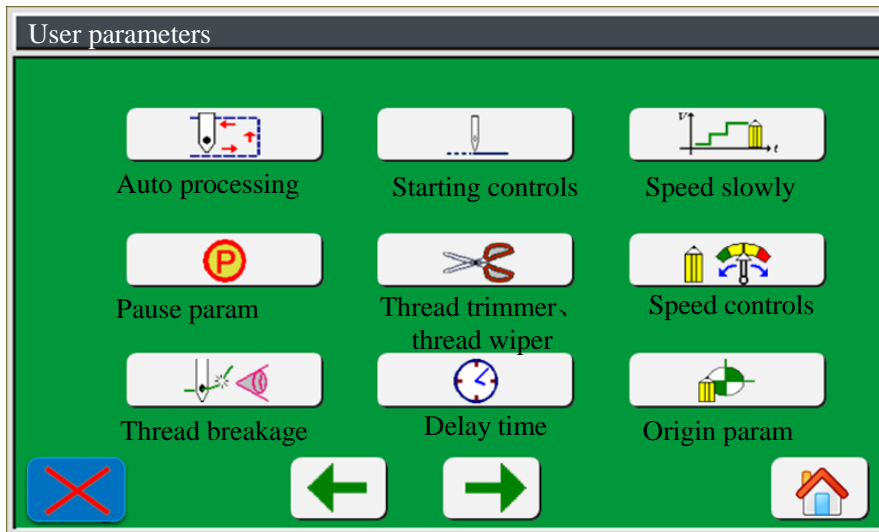 User parameters
V
t
Auto processing
Starting controls
Speed slowly
P
Pause param
Thread trimmer、
thread wiper
Speed controls
Thread breakage
Delay time
Origin param